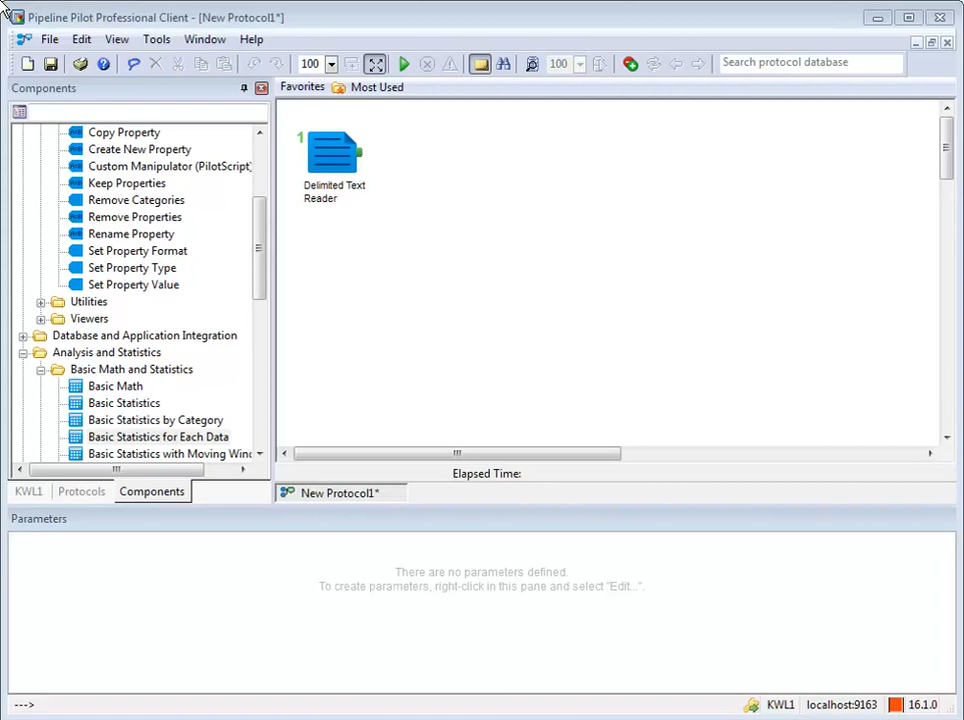 Pipeline Pilot Professional Client - [New Protocol1*]
File Edit View Tools Window Help
100 100 Search protocol database
Components
Favorites Most Used
Copy Property
Create New Property
Custom Manipulator (PilotScript)
Keep Properties
Remove Categories
Remove Properties
Rename Property
Set Property Format
Set Property Type
Set Property Value
Utilities
Viewers
Database and Application Integration
Analysis and Statistics
Basic Math and Statistics
Basic Math
Basic Statistics
Basic Statistics by Category
Basic Statistics for Each Data
Basic Statistics with Moving Wind
1
Delimited Text
Reader
Elapsed Time:
KWL1 Protocols Components
New Protocol1*
Parameters
There are no parameters defined.
To create parameters, right-click in this pane and select "Edit...".
---> KWL1 localhost:9163 16.1.0